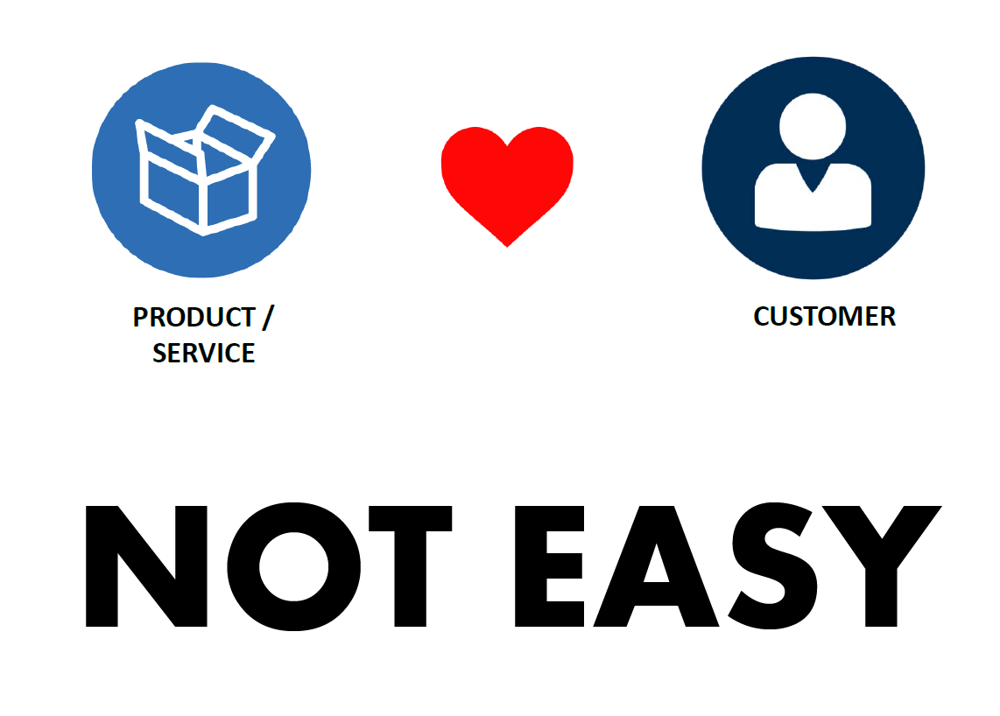 PRODUCT /
SERVICE
CUSTOMER
NOT EASY